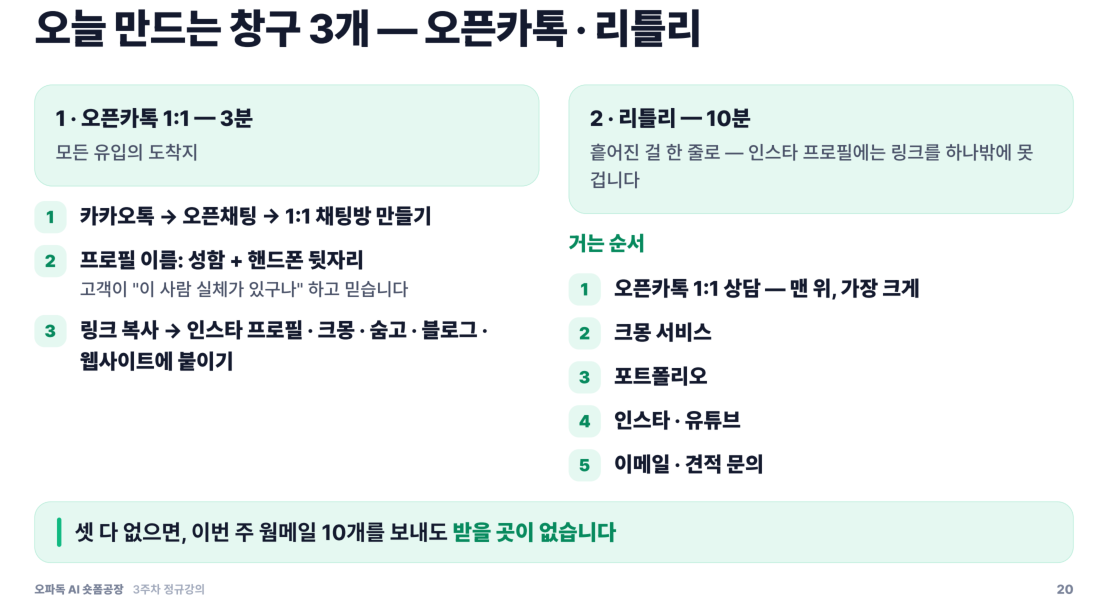 오늘 만드는 창구 3개 — 오픈카톡 · 리틀리
1 · 오픈카톡 1:1 — 3분
모든 유입의 도착지
1 카카오톡 → 오픈채팅 → 1:1 채팅방 만들기
2 프로필 이름: 성함 + 핸드폰 뒷자리
고객이 "이 사람 실체가 있구나" 하고 믿습니다
3 링크 복사 → 인스타 프로필 · 크몽 · 숨고 · 블로그 ·
웹사이트에 붙이기
2 · 리틀리 — 10분
흩어진 걸 한 줄로 — 인스타 프로필에는 링크를 하나밖에 못
겁니다
거는 순서
1 오픈카톡 1:1 상담 — 맨 위, 가장 크게
2 크몽 서비스
3 포트폴리오
4 인스타 · 유튜브
5 이메일 · 견적 문의
셋 다 없으면, 이번 주 웜메일 10개를 보내도 받을 곳이 없습니다
오파독 AI 숏폼공장 3주차 정규강의
20